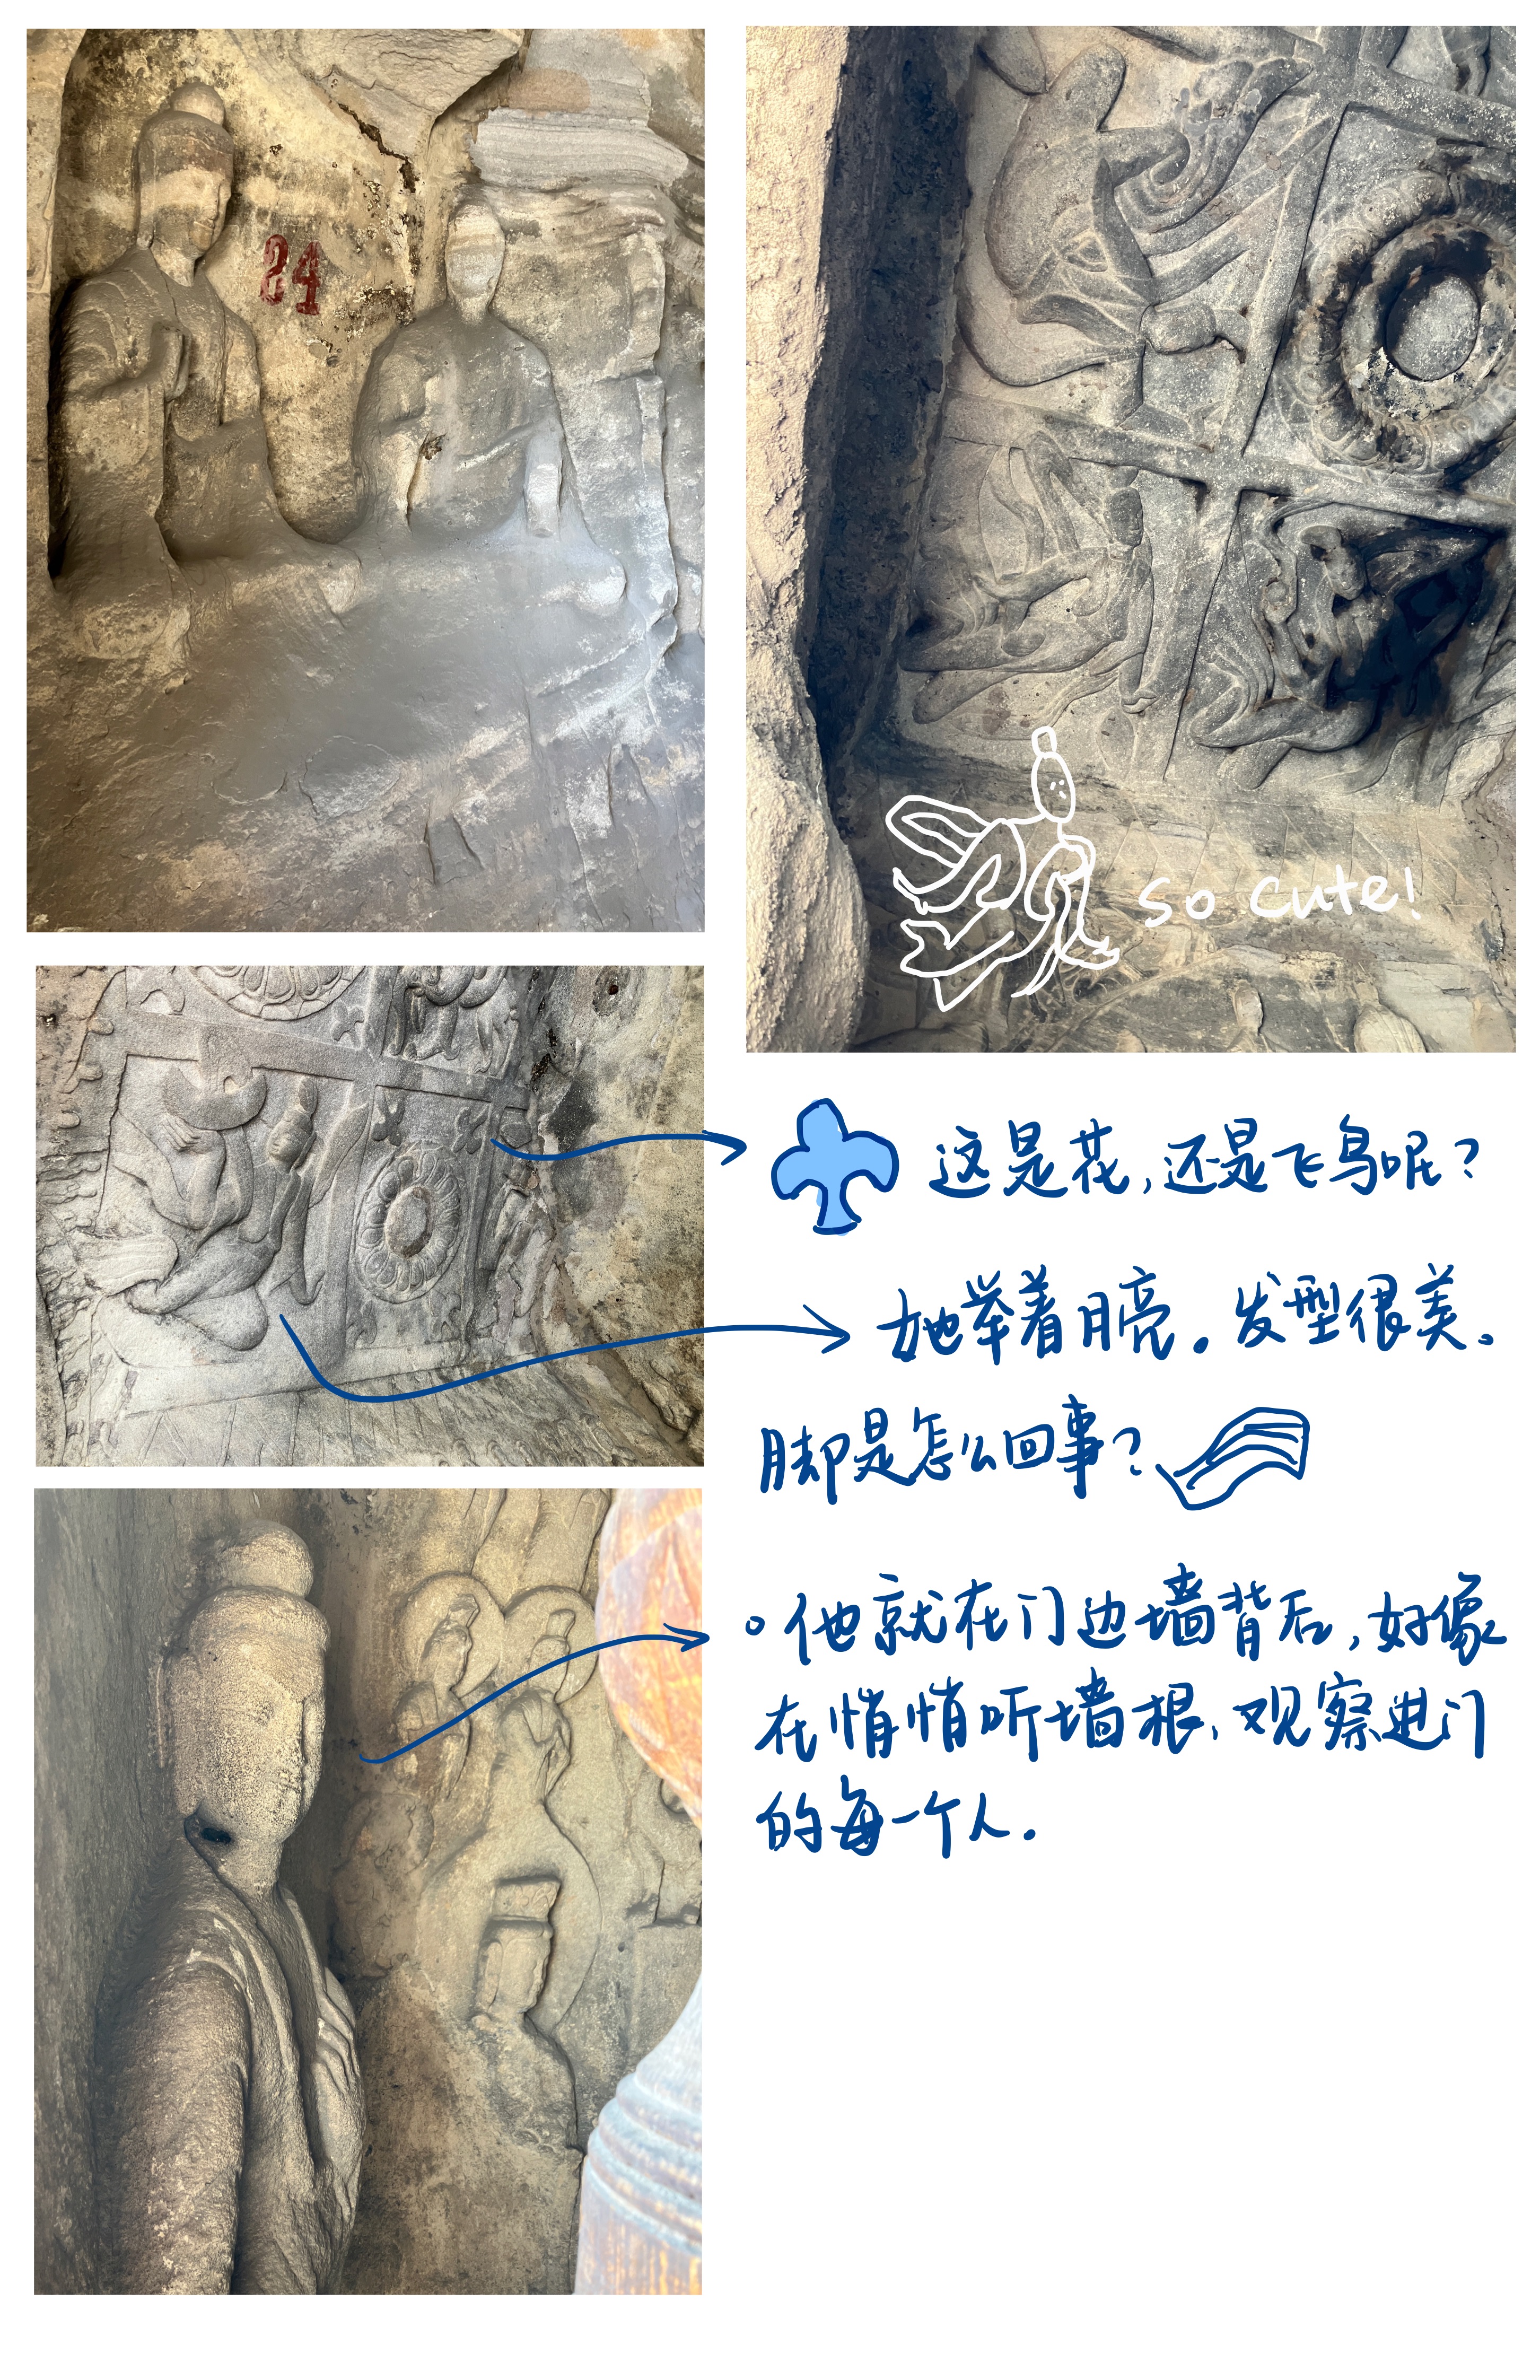 84
so cute!
这是花,还是飞鸟呢?
她举着月亮。发型很美。
脚是怎么回事?
他就在门边墙背后,好像
在悄悄听墙根,观察进门
的每一个人.